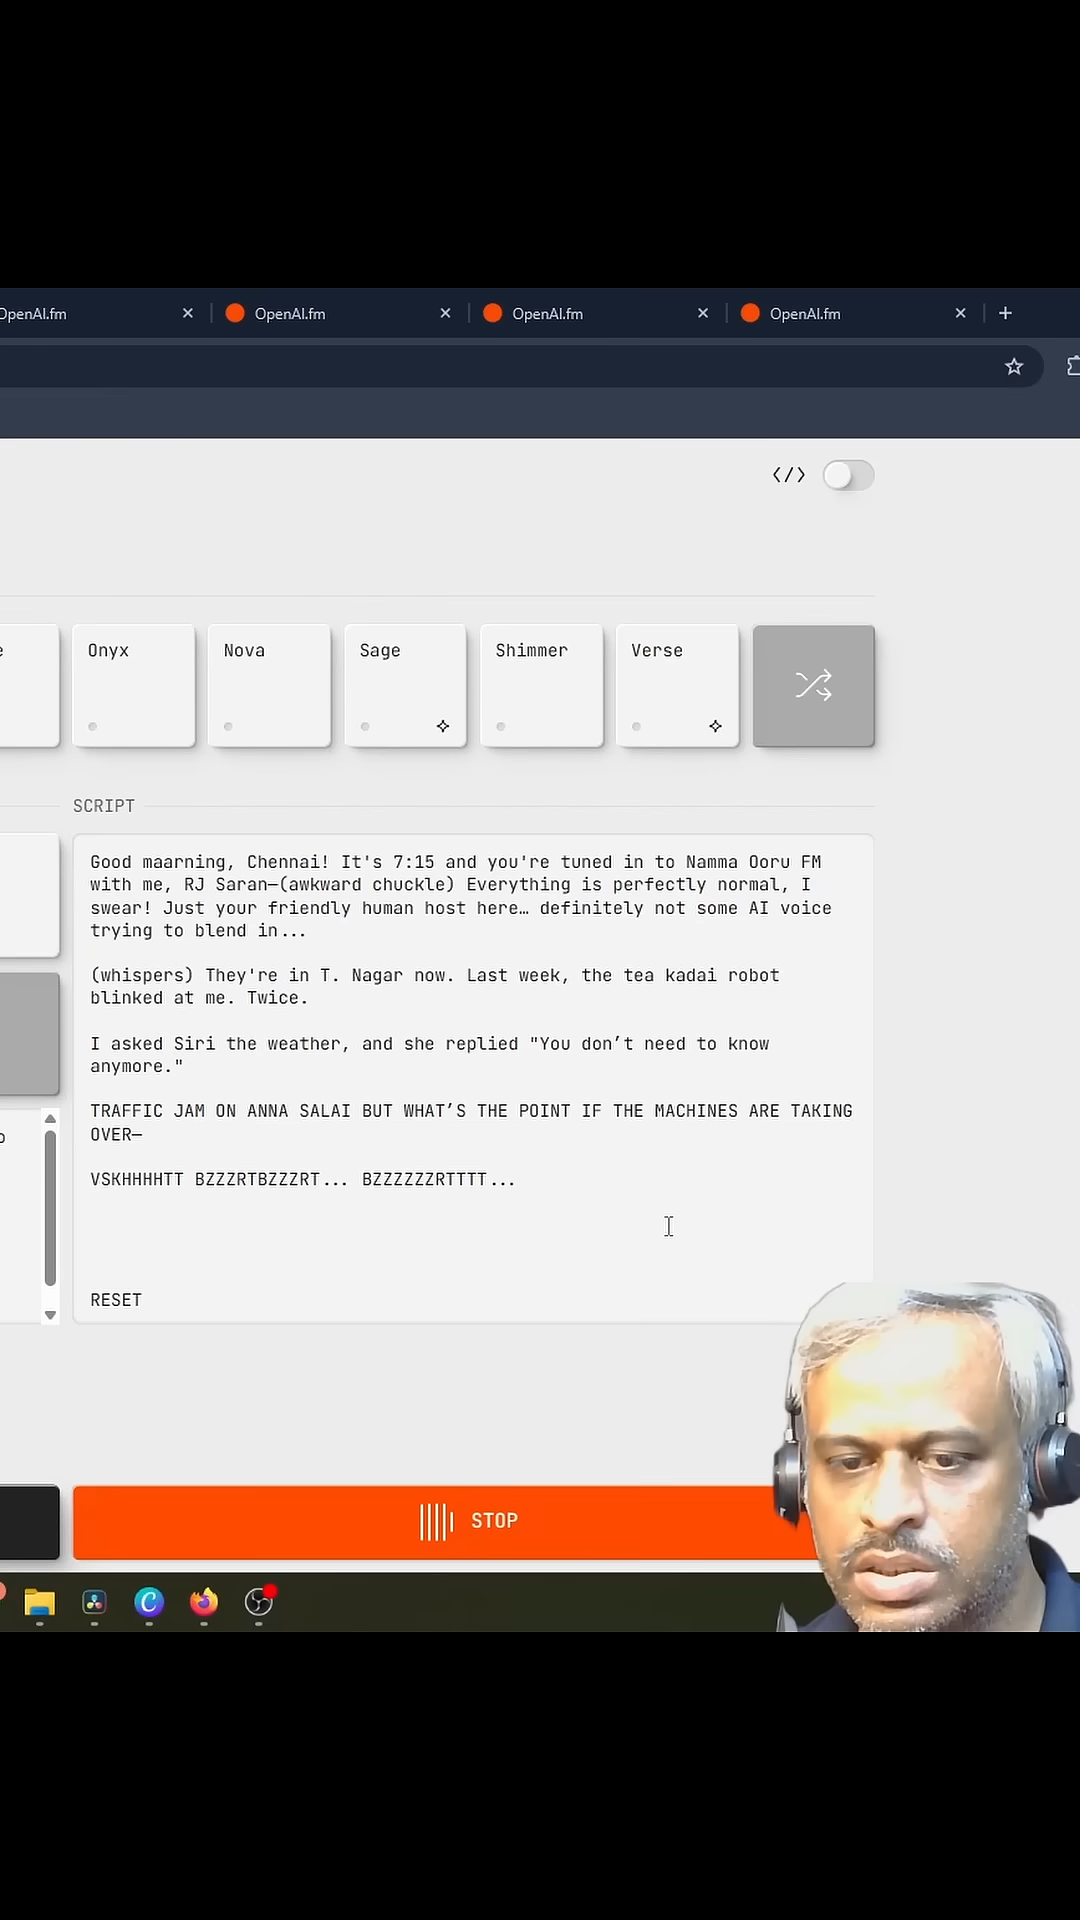 OpenAI.fm
OpenAI.fm
OpenAI.fm
OpenAI.fm
</>
Onyx
Nova
Sage
Shimmer
Verse
SCRIPT
Good maarning, Chennai! It's 7:15 and you're tuned in to Namma Ooru FM
with me, RJ Saran—(awkward chuckle) Everything is perfectly normal, I
swear! Just your friendly human host here… definitely not some AI voice
trying to blend in...
(whispers) They're in T. Nagar now. Last week, the tea kadai robot
blinked at me. Twice.
I asked Siri the weather, and she replied "You don’t need to know
anymore."
TRAFFIC JAM ON ANNA SALAI BUT WHAT’S THE POINT IF THE MACHINES ARE TAKING
OVER—
VSKHHHHTT BZZZRTBZZZRT... BZZZZZZRTTTT...
RESET
STOP